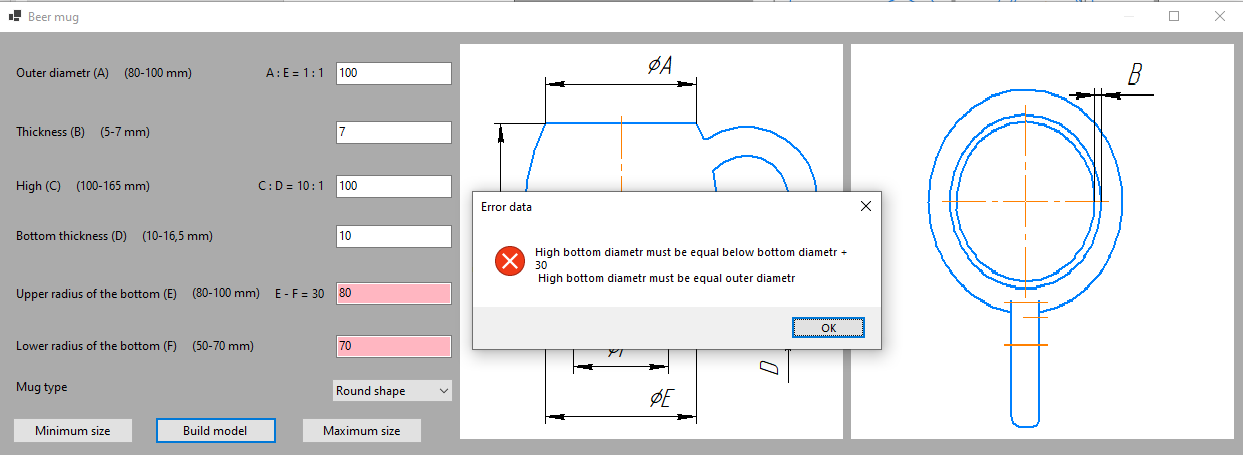 Beer mug
Outer diametr (A) (80-100 mm) A : E = 1 : 1 100
Thickness (B) (5-7 mm) 7
High (C) (100-165 mm) C : D = 10 : 1 100
Bottom thickness (D) (10-16,5 mm) 10
Upper radius of the bottom (E) (80-100 mm) E - F = 30 80
Lower radius of the bottom (F) (50-70 mm) 70
Mug type Round shape
Minimum size Build model Maximum size
ϕA
B
Error data
High bottom diametr must be equal below bottom diametr +
30
High bottom diametr must be equal outer diametr
OK
D
ϕE